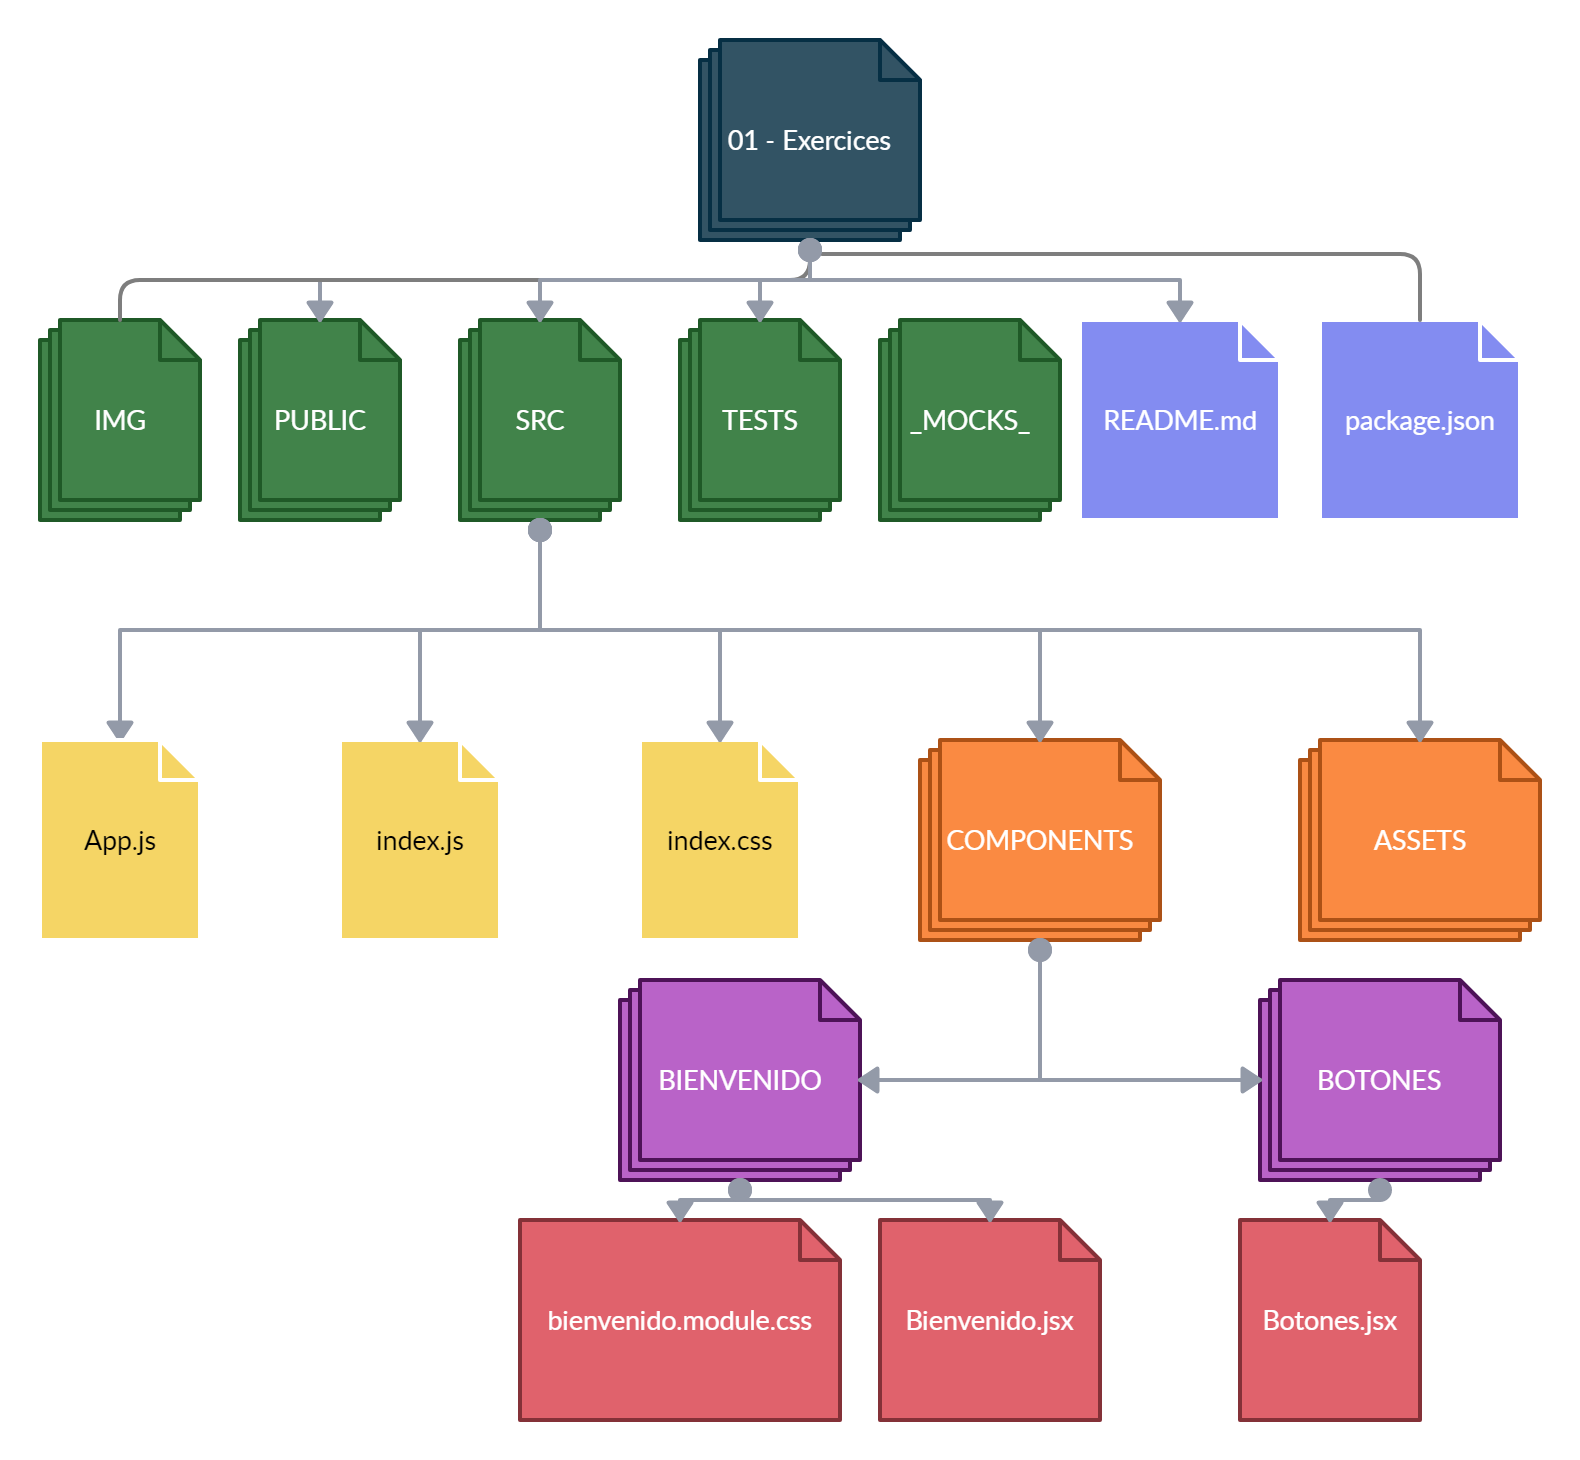 01 - Exercices
IMG
PUBLIC
SRC
TESTS
_MOCKS_
README.md
package.json
App.js
index.js
index.css
COMPONENTS
ASSETS
BIENVENIDO
BOTONES
bienvenido.module.css
Bienvenido.jsx
Botones.jsx